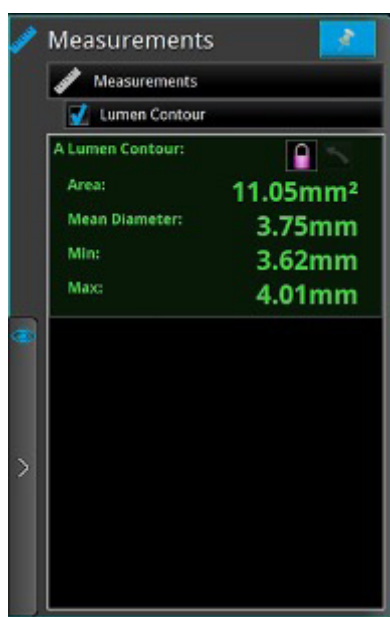 Measurements
Measurements
Lumen Contour
A Lumen Contour:
Area: 11.05mm²
Mean Diameter: 3.75mm
Min: 3.62mm
Max: 4.01mm